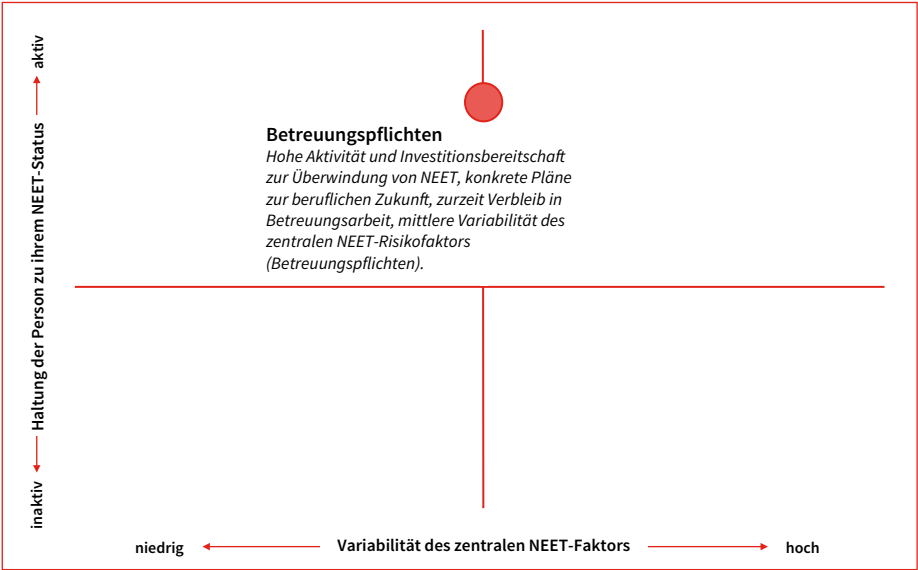 aktiv
Haltung der Person zu ihrem NEET-Status
inaktiv
Betreuungspflichten
Hohe Aktivität und Investitionsbereitschaft
zur Überwindung von NEET, konkrete Pläne
zur beruflichen Zukunft, zurzeit Verbleib in
Betreuungsarbeit, mittlere Variabilität des
zentralen NEET-Risikofaktors
(Betreuungspflichten).
niedrig
Variabilität des zentralen NEET-Faktors
hoch